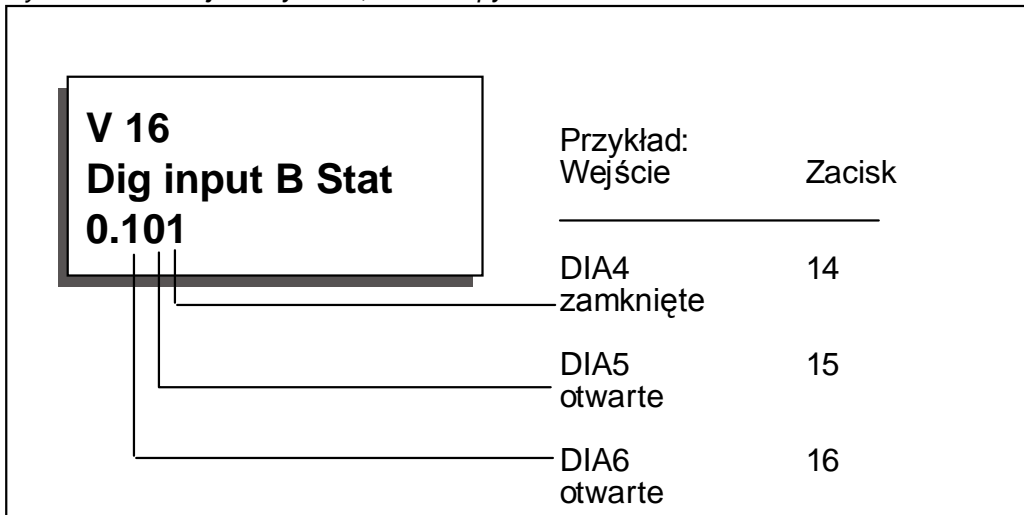 V 16
Dig input B Stat
0.101
Przykład:
Wejście Zacisk
DIA4 14
zamknięte
DIA5 15
otwarte
DIA6 16
otwarte